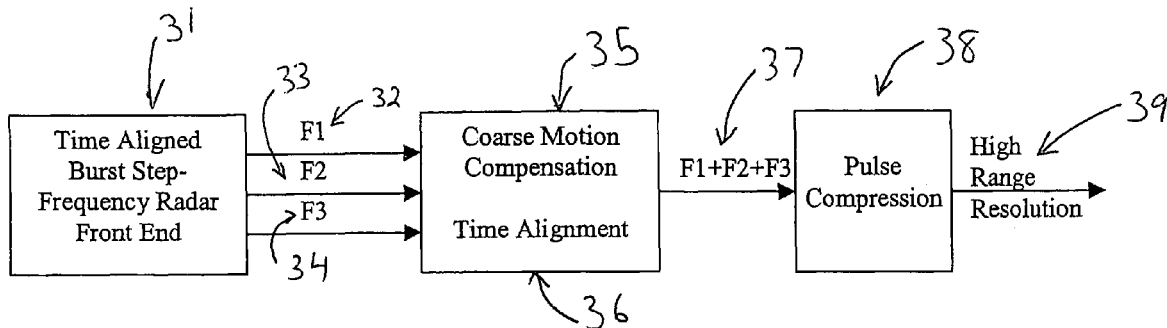 31
Time Aligned
Burst Step-
Frequency Radar
Front End
33
32
F1
F2
F3
34
35
Coarse Motion
Compensation
Time Alignment
36
37
F1+F2+F3
38
Pulse
Compression
High
Range
Resolution
39